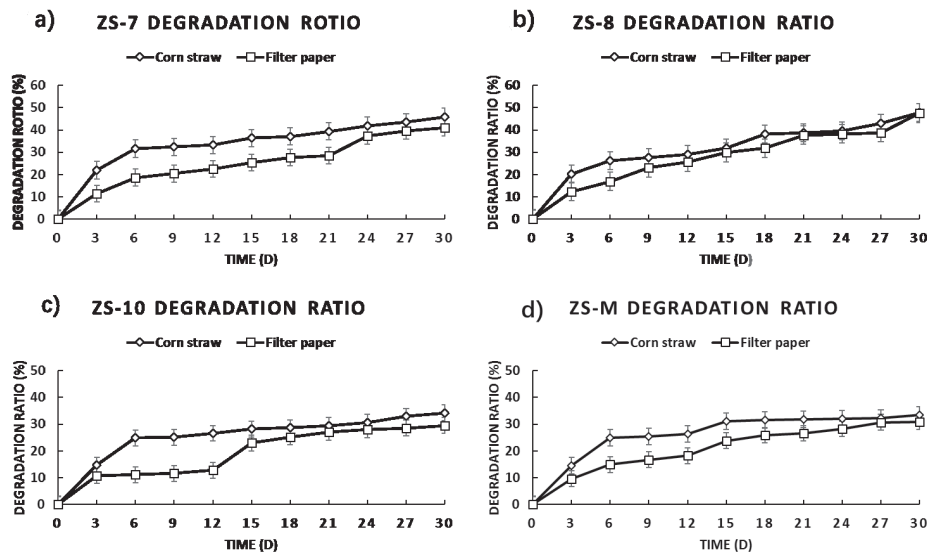 a) ZS-7 DEGRADATION ROTIO
Corn straw Filter paper
DEGRADATION ROTIO (%)
60
50
40
30
20
10
0
0 3 6 9 12 15 18 21 24 27 30
TIME (D)
b) ZS-8 DEGRADATION RATIO
Corn straw Filter paper
DEGRADATION RATIO (%)
60
50
40
30
20
10
0
0 3 6 9 12 15 18 21 24 27 30
TIME (D)
c) ZS-10 DEGRADATION RATIO
Corn straw Filter paper
DEGRADATION RATIO (%)
50
40
30
20
10
0
0 3 6 9 12 15 18 21 24 27 30
TIME (D)
d) ZS-M DEGRADATION RATIO
Corn straw Filter paper
DEGRADATION RATIO (%)
50
40
30
20
10
0
0 3 6 9 12 15 18 21 24 27 30
TIME (D)